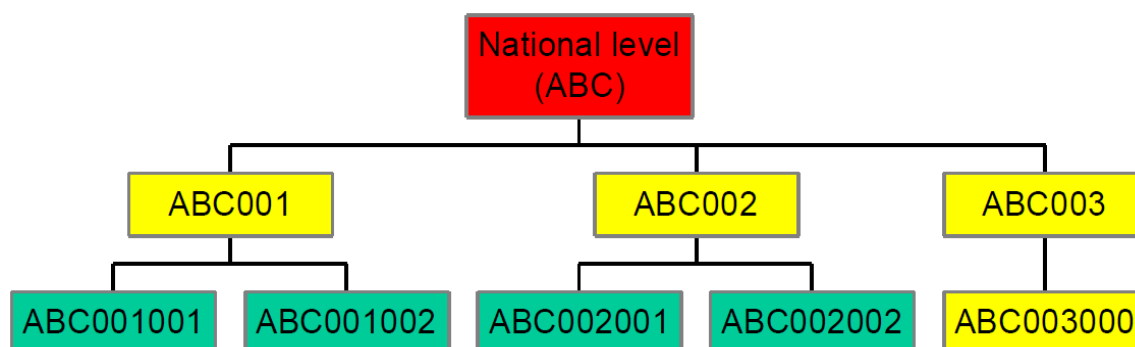 National level
(ABC)
ABC001
ABC002
ABC003
ABC001001
ABC001002
ABC002001
ABC002002
ABC003000